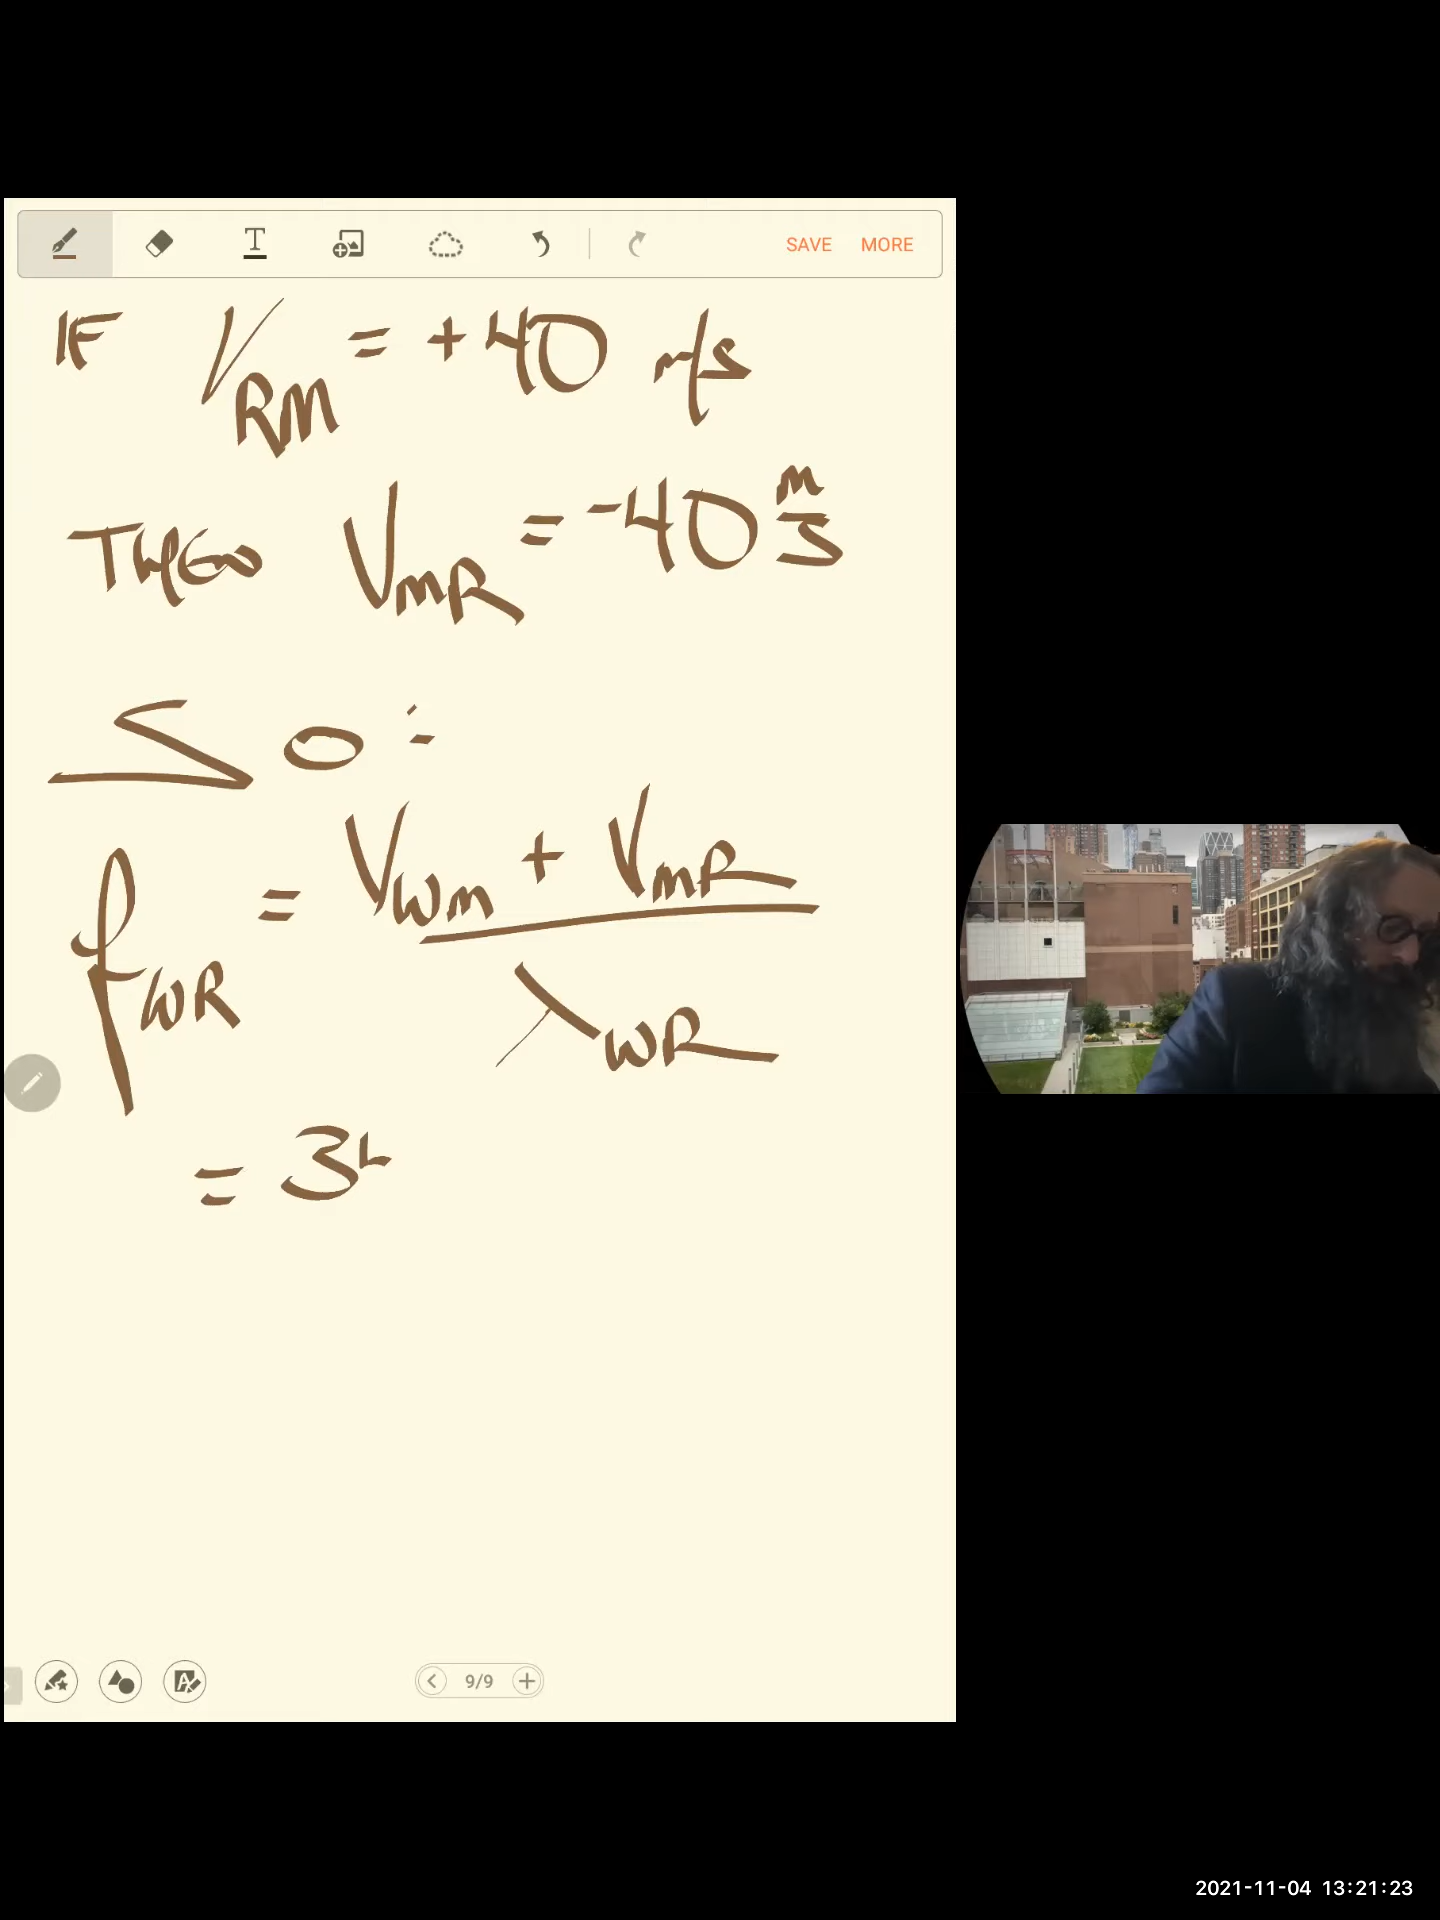 T SAVE MORE
IF V_RM = +40 m/s
THEN V_MR = -40 m/s
SO:
f_WR = V_WM + V_MR / λ_WR
= 34
9/9
2021-11-04 13:21:23